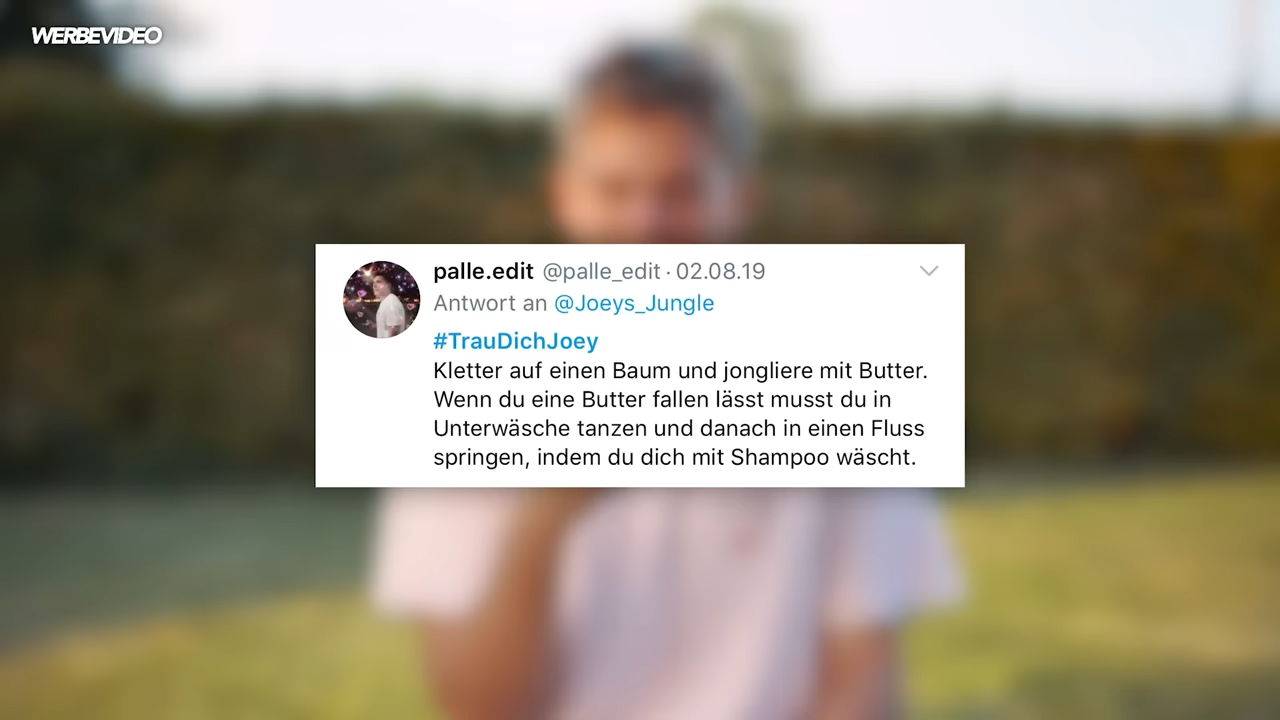 WERBEVIDEO
palle.edit @palle_edit · 02.08.19
Antwort an @Joeys_Jungle
#TrauDichJoey
Kletter auf einen Baum und jongliere mit Butter.
Wenn du eine Butter fallen lässt musst du in
Unterwäsche tanzen und danach in einen Fluss
springen, indem du dich mit Shampoo wäscht.